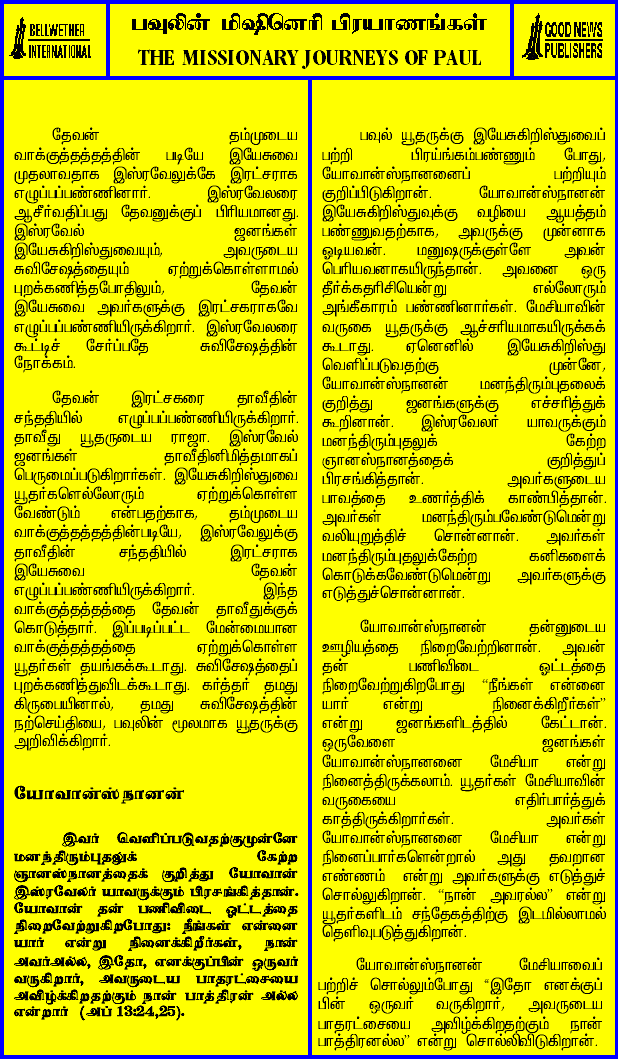 BELLWETHER
INTERNATIONAL
பவுலின் மிஷினெரி பிரயாணங்கள்
THE MISSIONARY JOURNEYS OF PAUL
GOOD NEWS
PUBLISHERS
தேவன் தம்முடைய
வாக்குத்தத்தத்தின் படியே இயேசுவை
முதலாவதாக இஸ்ரவேலுக்கே இரட்சராக
எழுப்பப்பண்ணினார். இஸ்ரவேலரை
ஆசீர்வதிப்பது தேவனுக்குப் பிரியமானது.
இஸ்ரவேல் ஜனங்கள்
இயேசுகிறிஸ்துவையும், அவருடைய
சுவிசேஷத்தையும் ஏற்றுக்கொள்ளாமல்
புறக்கணித்தபோதிலும், தேவன்
இயேசுவை அவர்களுக்கு இரட்சகராகவே
எழுப்பப்பண்ணியிருக்கிறார். இஸ்ரவேலரை
கூட்டிச் சேர்ப்பதே சுவிசேஷத்தின்
நோக்கம்.
தேவன் இரட்சகரை தாவீதின்
சந்ததியில் எழுப்பப்பண்ணியிருக்கிறார்.
தாவீது யூதருடைய ராஜா. இஸ்ரவேல்
ஜனங்கள் தாவீதினிமித்தமாகப்
பெருமைப்படுகிறார்கள். இயேசுகிறிஸ்துவை
யூதர்களெல்லோரும் ஏற்றுக்கொள்ள
வேண்டும் என்பதற்காக, தம்முடைய
வாக்குத்தத்தத்தின்படியே, இஸ்ரவேலுக்கு
தாவீதின் சந்ததியில் இரட்சராக
இயேசுவை தேவன்
எழுப்பப்பண்ணியிருக்கிறார். இந்த
வாக்குத்தத்தத்தை தேவன் தாவீதுக்குக்
கொடுத்தார். இப்படிப்பட்ட மேன்மையான
வாக்குத்தத்தத்தை ஏற்றுக்கொள்ள
யூதர்கள் தயங்கக்கூடாது. சுவிசேஷத்தைப்
புறக்கணித்துவிடக்கூடாது. கர்த்தர் தமது
கிருபையினால், தமது சுவிசேஷத்தின்
நற்செய்தியை, பவுலின் மூலமாக யூதருக்கு
அறிவிக்கிறார்.
யோவான்ஸ்நானன்
இவர் வெளிப்படுவதற்குமுன்னே
மனந்திரும்புதலுக் கேற்ற
ஞானஸ்நானத்தைக் குறித்து யோவான்
இஸ்ரவேலர் யாவருக்கும் பிரசங்கித்தான்.
யோவான் தன் பணிவிடை ஓட்டத்தை
நிறைவேற்றுகிறபோது: நீங்கள் என்னை
யார் என்று நினைக்கிறீர்கள், நான்
அவர்அல்ல, இதோ, எனக்குப்பின் ஒருவர்
வருகிறார், அவருடைய பாதரட்சையை
அவிழ்க்கிறதற்கும் நான் பாத்திரன் அல்ல
என்றார் (அப் 13:24,25).
பவுல் யூதருக்கு இயேசுகிறிஸ்துவைப்
பற்றி பிரய்ங்கம்பண்ணும் போது,
யோவான்ஸ்நானனைப் பற்றியும்
குறிப்பிடுகிறான். யோவான்ஸ்நானன்
இயேசுகிறிஸ்துவுக்கு வழியை ஆயத்தம்
பண்ணுவதற்காக, அவருக்கு முன்னாக
ஓடியவன். மனுஷருக்குள்ளே அவன்
பெரியவனாகயிருந்தான். அவனை ஒரு
தீர்க்கதரிசியென்று எல்லோரும்
அங்கீகாரம் பண்ணினார்கள். மேசியாவின்
வருகை யூதருக்கு ஆச்சரியமாகயிருக்கக்
கூடாது. ஏனெனில் இயேசுகிறிஸ்து
வெளிப்படுவதற்கு முன்னே,
யோவான்ஸ்நானன் மனந்திரும்புதலைக்
குறித்து ஜனங்களுக்கு எச்சரித்துக்
கூறினான். இஸ்ரவேலர் யாவருக்கும்
மனந்திரும்புதலுக் கேற்ற
ஞானஸ்நானத்தைக் குறித்துப்
பிரசங்கித்தான். அவர்களுடைய
பாவத்தை உணர்த்திக் காண்பித்தான்.
அவர்கள் மனந்திரும்பவேண்டுமென்று
வலியுறுத்திச் சொன்னான். அவர்கள்
மனந்திரும்புதலுக்கேற்ற கனிகளைக்
கொடுக்கவேண்டுமென்று அவர்களுக்கு
எடுத்துச்சொன்னான்.
யோவான்ஸ்நானன் தன்னுடைய
ஊழியத்தை நிறைவேற்றினான். அவன்
தன் பணிவிடை ஓட்டத்தை
நிறைவேற்றுகிறபோது “நீங்கள் என்னை
யார் என்று நினைக்கிறீர்கள்”
என்று ஜனங்களிடத்தில் கேட்டான்.
ஒருவேளை ஜனங்கள்
யோவான்ஸ்நானனை மேசியா என்று
நினைத்திருக்கலாம். யூதர்கள் மேசியாவின்
வருகையை எதிர்பார்த்துக்
காத்திருக்கிறார்கள். அவர்கள்
யோவான்ஸ்நானனை மேசியா என்று
நினைப்பார்களென்றால் அது தவறான
எண்ணம் என்று அவர்களுக்கு எடுத்துச்
சொல்லுகிறான். “நான் அவரல்ல” என்று
யூதர்களிடம் சந்தேகத்திற்கு இடமில்லாமல்
தெளிவுபடுத்துகிறான்.
யோவான்ஸ்நானன் மேசியாவைப்
பற்றிச் சொல்லும்போது “இதோ எனக்குப்
பின் ஒருவர் வருகிறார், அவருடைய
பாதரட்சையை அவிழ்க்கிறதற்கும் நான்
பாத்திரனல்ல” என்று சொல்லிவிடுகிறான்.